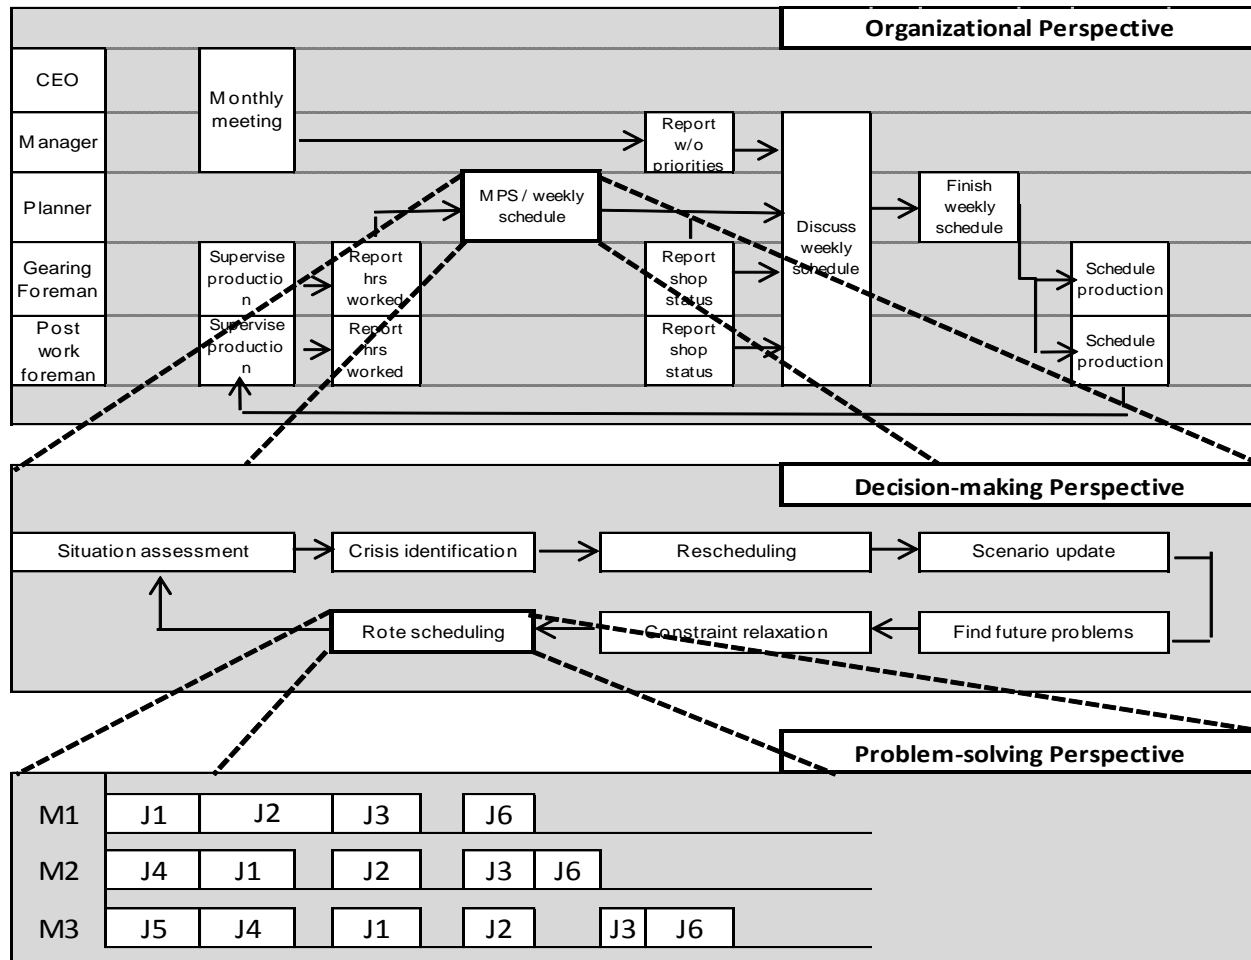 Organizational Perspective
CEO
Monthly
meeting
Manager
Report
w/o
priorities
Planner
MPS / weekly
schedule
Finish
weekly
schedule
Discuss
weekly
schedule
Gearing
Foreman
Supervise
productio
n
Report
hrs
worked
Report
shop
status
Schedule
production
Post
work
foreman
Supervise
productio
n
Report
hrs
worked
Report
shop
status
Schedule
production
Decision-making Perspective
Situation assessment
Crisis identification
Rescheduling
Scenario update
Rote scheduling
Constraint relaxation
Find future problems
Problem-solving Perspective
M1 J1 J2 J3 J6
M2 J4 J1 J2 J3 J6
M3 J5 J4 J1 J2 J3 J6